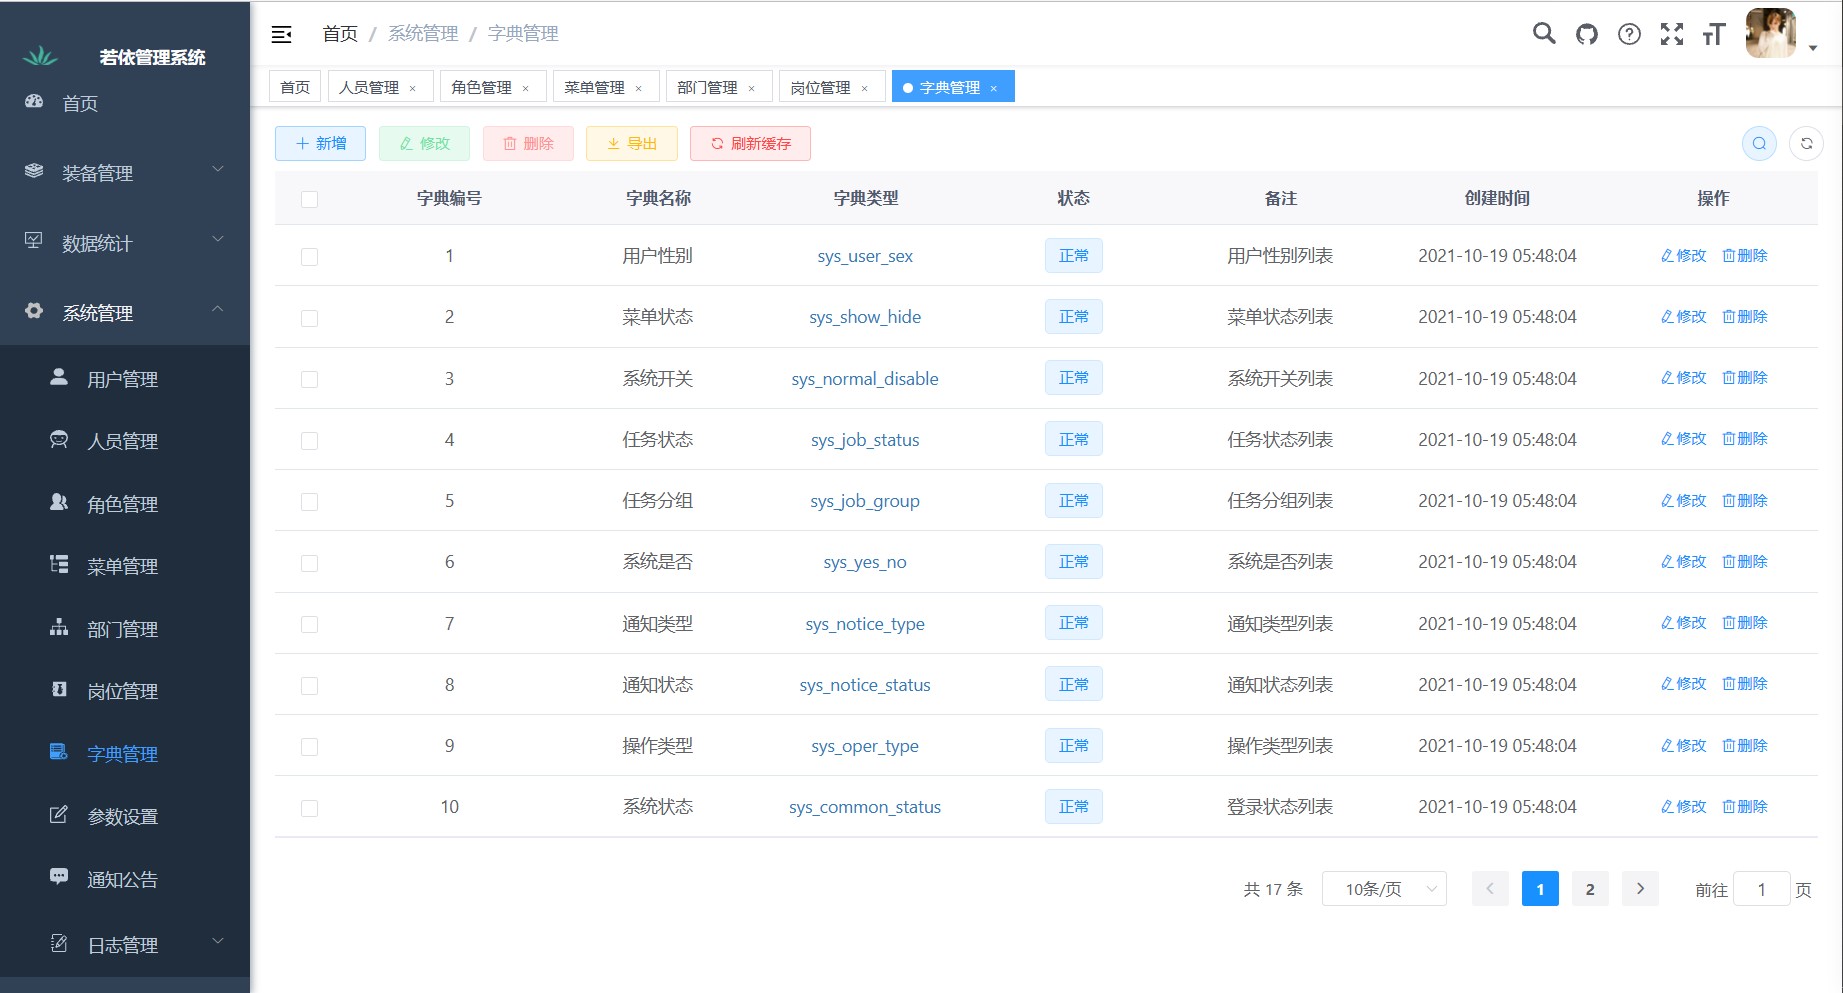 若依管理系统
首页
装备管理
数据统计
系统管理
用户管理
人员管理
角色管理
菜单管理
部门管理
岗位管理
字典管理
参数设置
通知公告
日志管理
首页 / 系统管理 / 字典管理
首页 人员管理 × 角色管理 × 菜单管理 × 部门管理 × 岗位管理 × 字典管理 ×
新增 修改 删除 导出 刷新缓存
字典编号 字典名称 字典类型 状态 备注 创建时间 操作
1 用户性别 sys_user_sex 正常 用户性别列表 2021-10-19 05:48:04 修改 删除
2 菜单状态 sys_show_hide 正常 菜单状态列表 2021-10-19 05:48:04 修改 删除
3 系统开关 sys_normal_disable 正常 系统开关列表 2021-10-19 05:48:04 修改 删除
4 任务状态 sys_job_status 正常 任务状态列表 2021-10-19 05:48:04 修改 删除
5 任务分组 sys_job_group 正常 任务分组列表 2021-10-19 05:48:04 修改 删除
6 系统是否 sys_yes_no 正常 系统是否列表 2021-10-19 05:48:04 修改 删除
7 通知类型 sys_notice_type 正常 通知类型列表 2021-10-19 05:48:04 修改 删除
8 通知状态 sys_notice_status 正常 通知状态列表 2021-10-19 05:48:04 修改 删除
9 操作类型 sys_oper_type 正常 操作类型列表 2021-10-19 05:48:04 修改 删除
10 系统状态 sys_common_status 正常 登录状态列表 2021-10-19 05:48:04 修改 删除
共 17 条 10条/页 1 2 前往 1 页